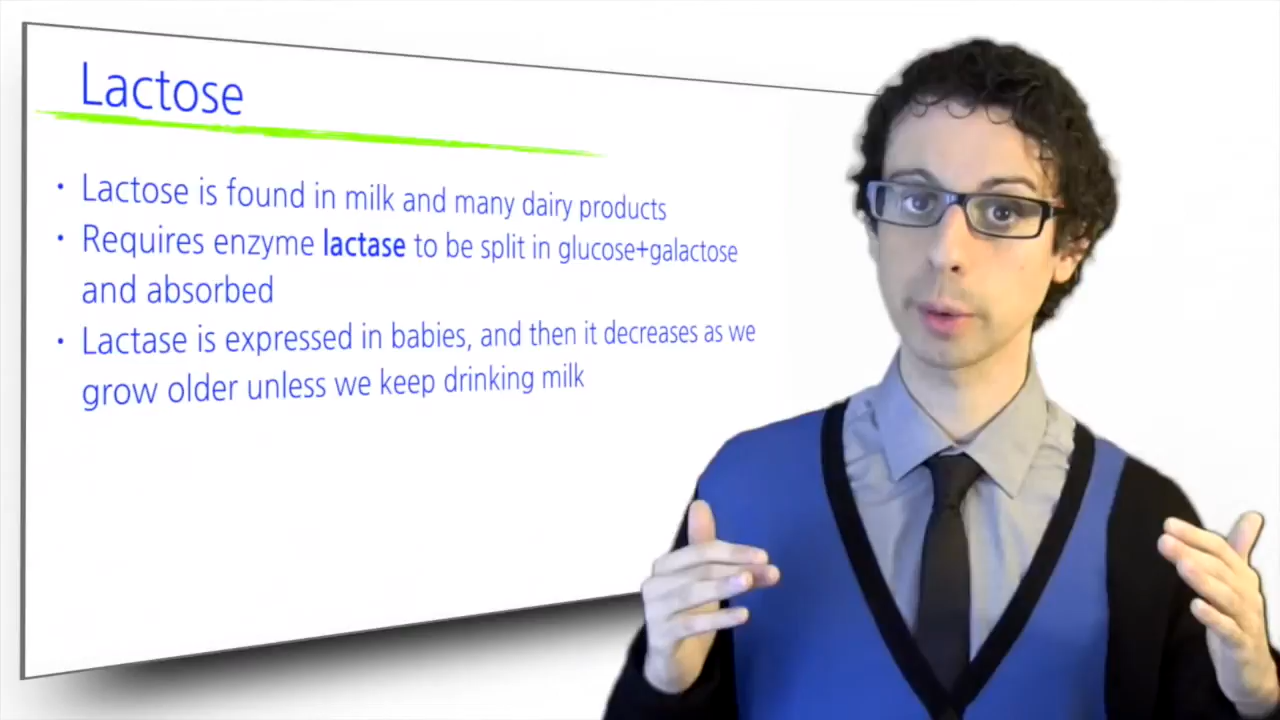 Lactose
• Lactose is found in milk and many dairy products
• Requires enzyme lactase to be split in glucose+galactose
and absorbed
• Lactase is expressed in babies, and then it decreases as we
grow older unless we keep drinking milk